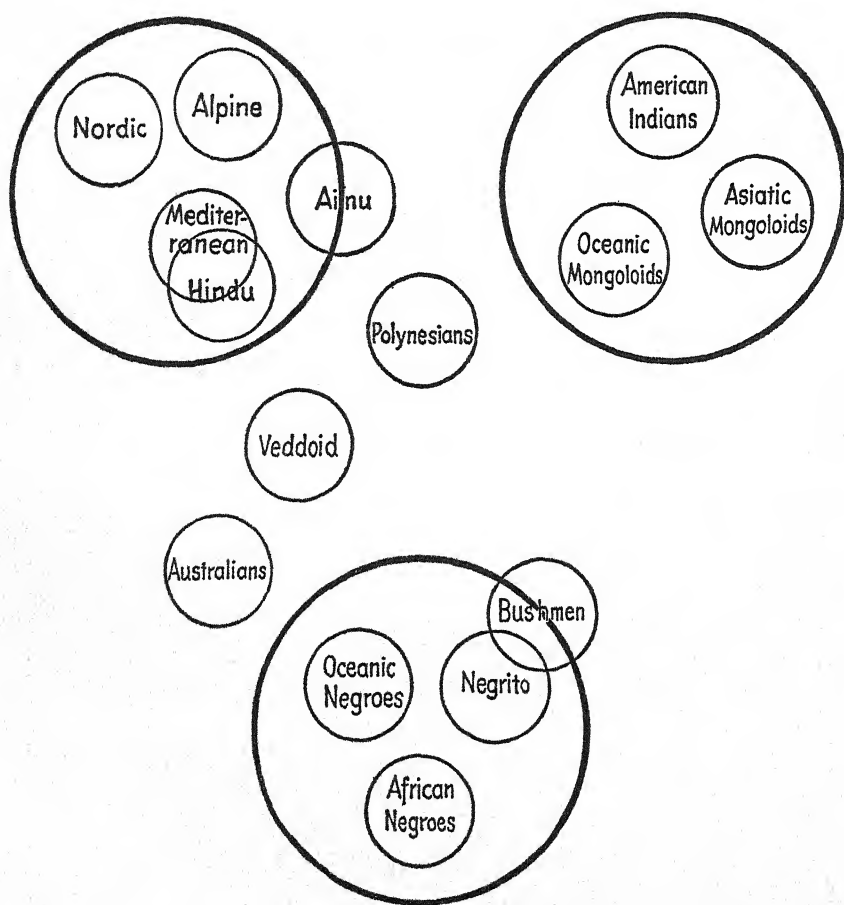 Nordic
Alpine
Mediter-
ranean
Hindu
Ainu
American
Indians
Asiatic
Mongoloids
Oceanic
Mongoloids
Polynesians
Veddoid
Australians
Bushmen
Oceanic
Negroes
Negrito
African
Negroes